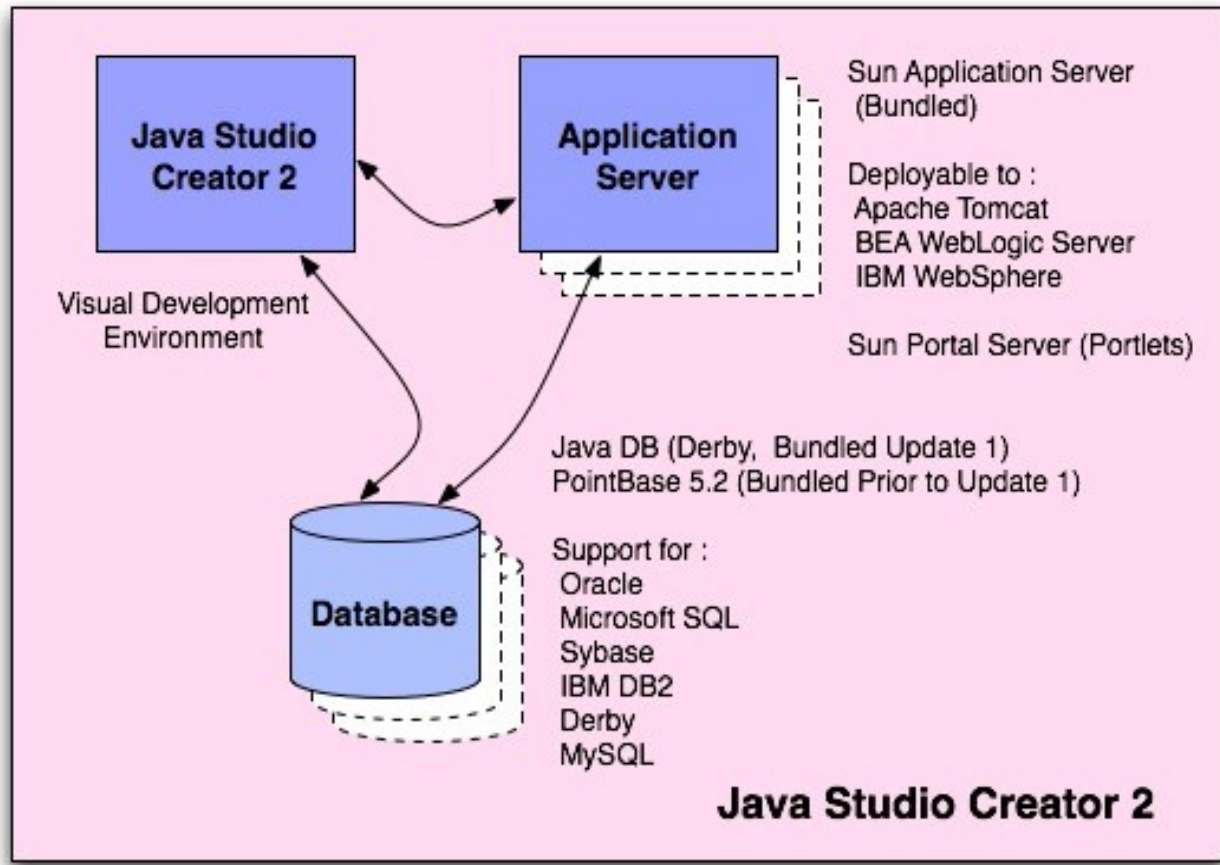 Java Studio
Creator 2
Application
Server
Sun Application Server
(Bundled)
Deployable to :
Apache Tomcat
BEA WebLogic Server
IBM WebSphere
Sun Portal Server (Portlets)
Visual Development
Environment
Java DB (Derby, Bundled Update 1)
PointBase 5.2 (Bundled Prior to Update 1)
Database
Support for :
Oracle
Microsoft SQL
Sybase
IBM DB2
Derby
MySQL
Java Studio Creator 2